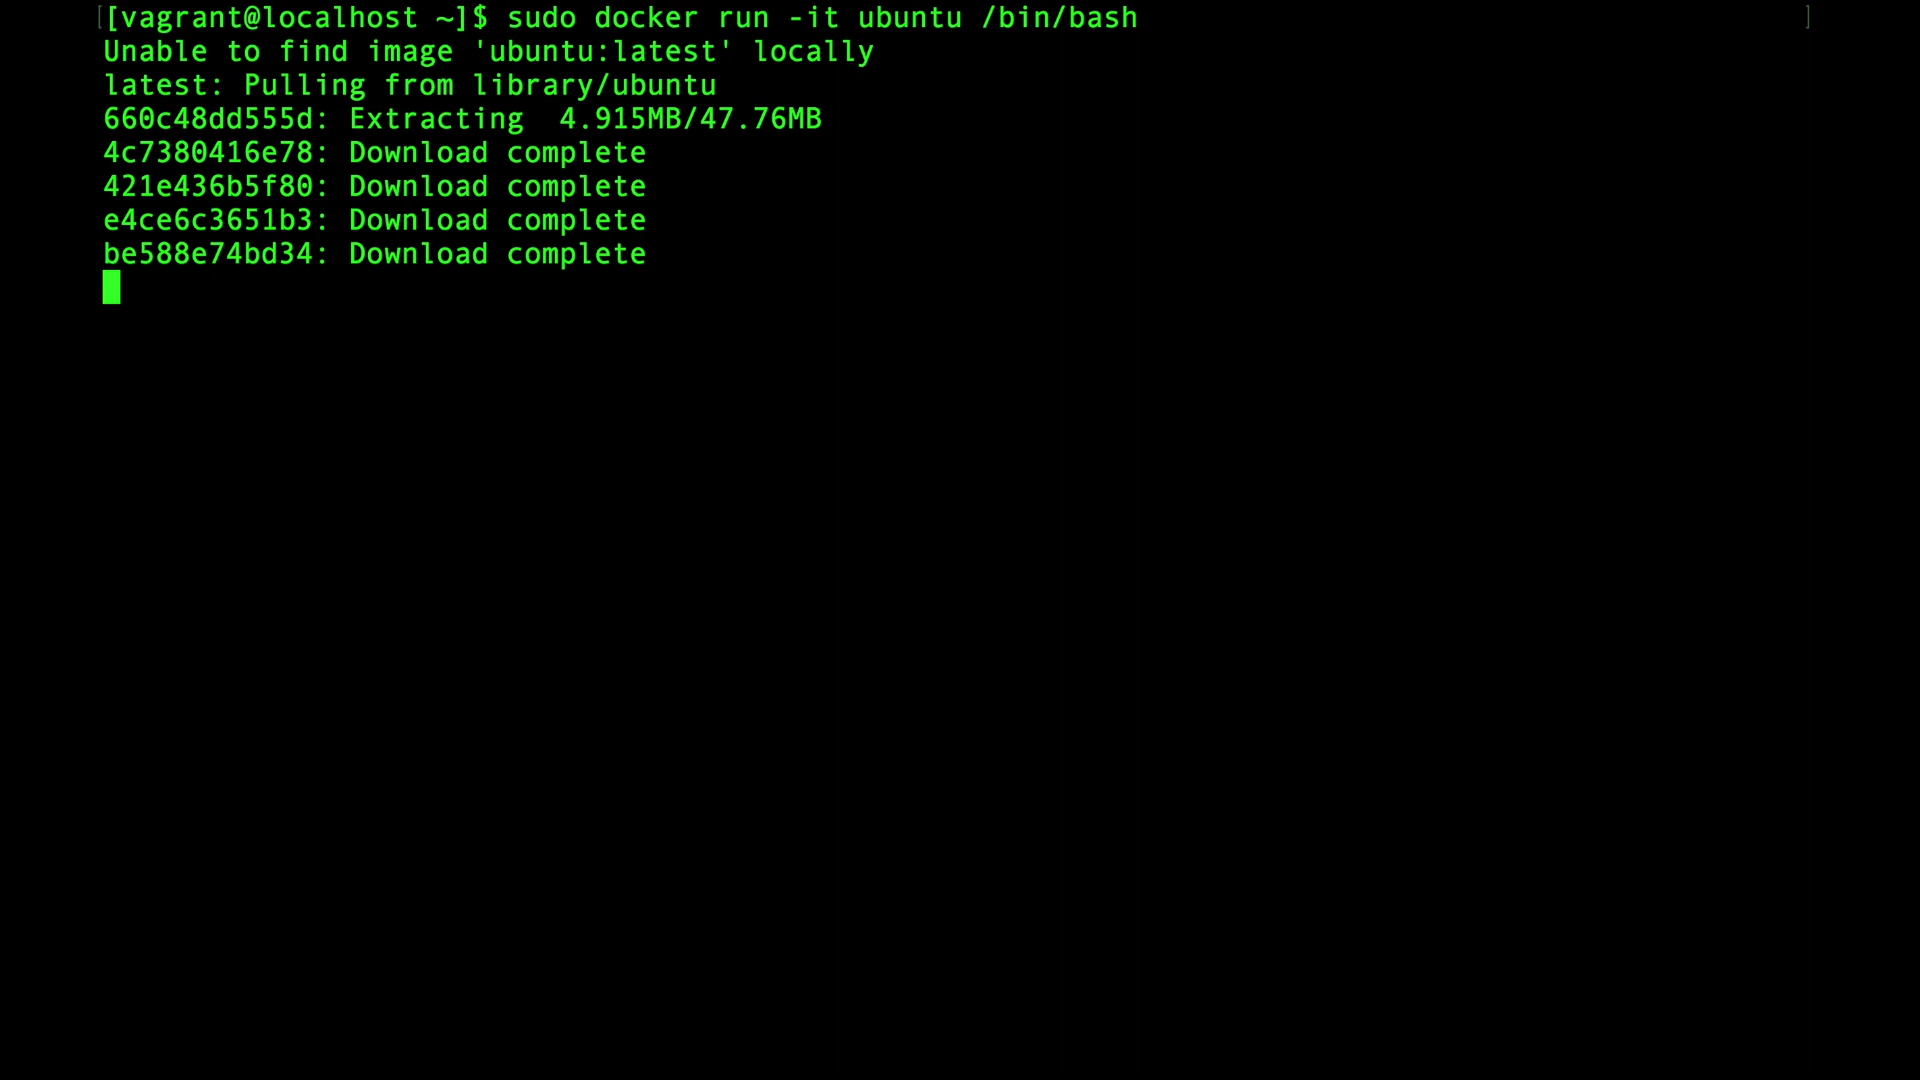 [[vagrant@localhost ~]$ sudo docker run -it ubuntu /bin/bash ]
Unable to find image 'ubuntu:latest' locally
latest: Pulling from library/ubuntu
660c48dd555d: Extracting  4.915MB/47.76MB
4c7380416e78: Download complete
421e436b5f80: Download complete
e4ce6c3651b3: Download complete
be588e74bd34: Download complete